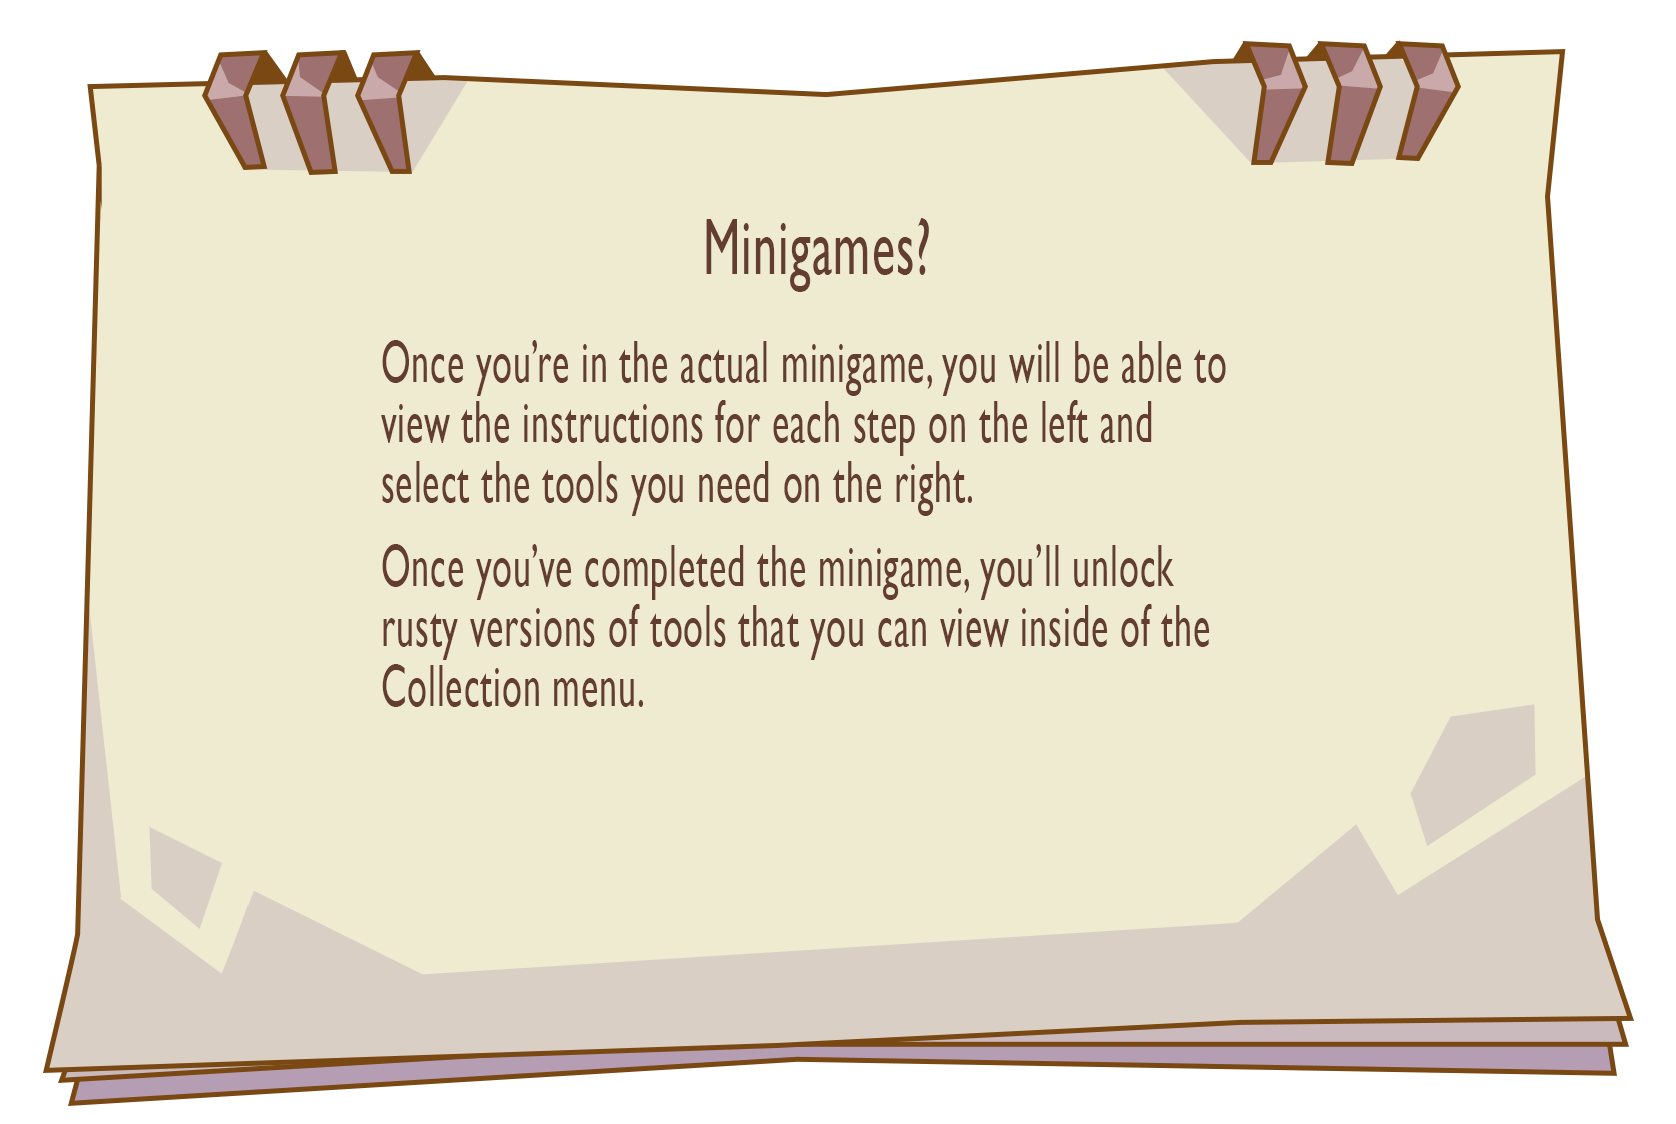 Minigames?
Once you’re in the actual minigame, you will be able to
view the instructions for each step on the left and
select the tools you need on the right.
Once you’ve completed the minigame, you’ll unlock
rusty versions of tools that you can view inside of the
Collection menu.